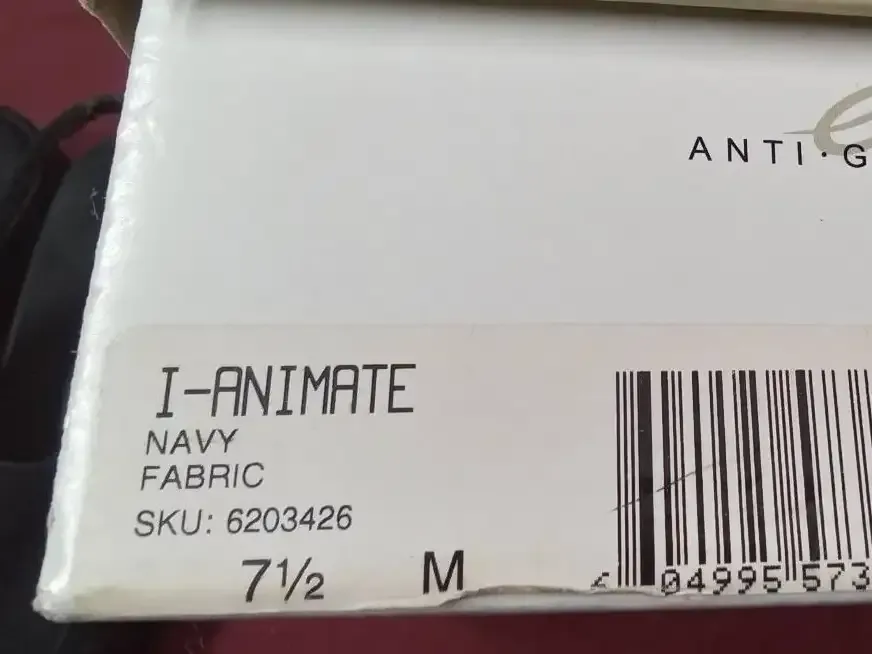 ANTI·G
I-ANIMATE
NAVY
FABRIC
SKU: 6203426
7½ M
04995 573